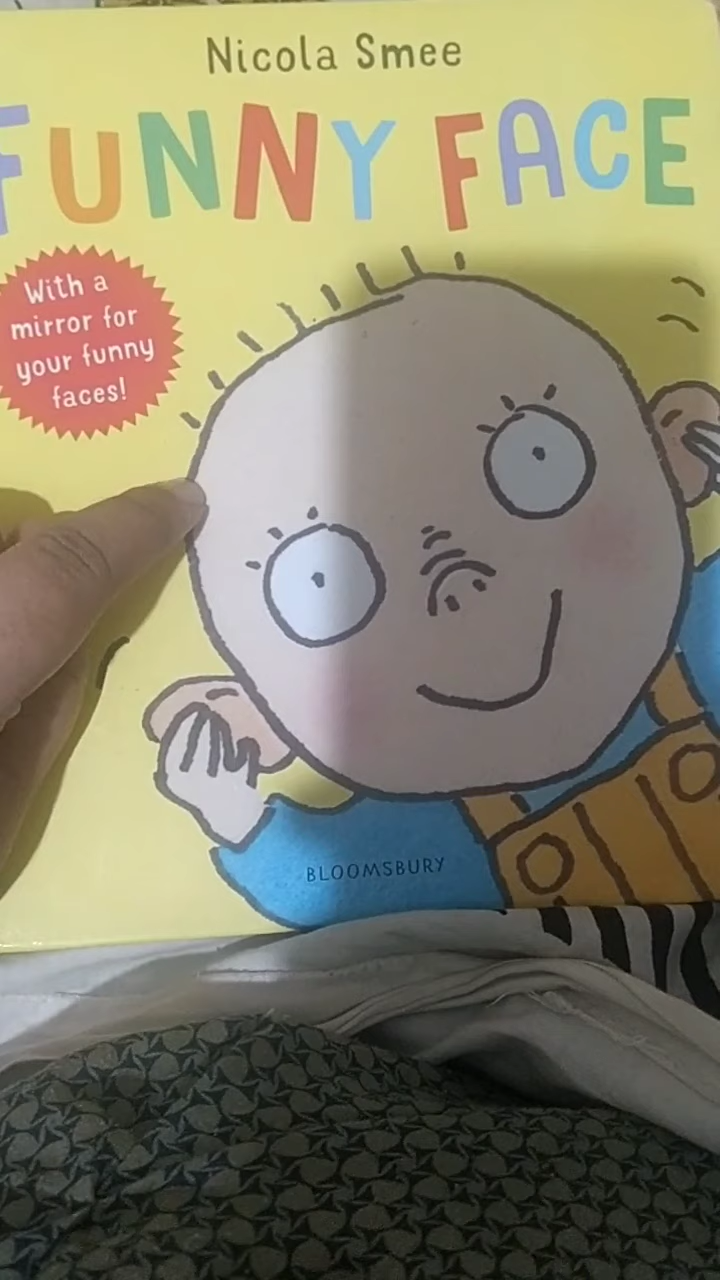 Nicola Smee
FUNNY FACE
With a
mirror for
your funny
faces!
BLOOMSBURY